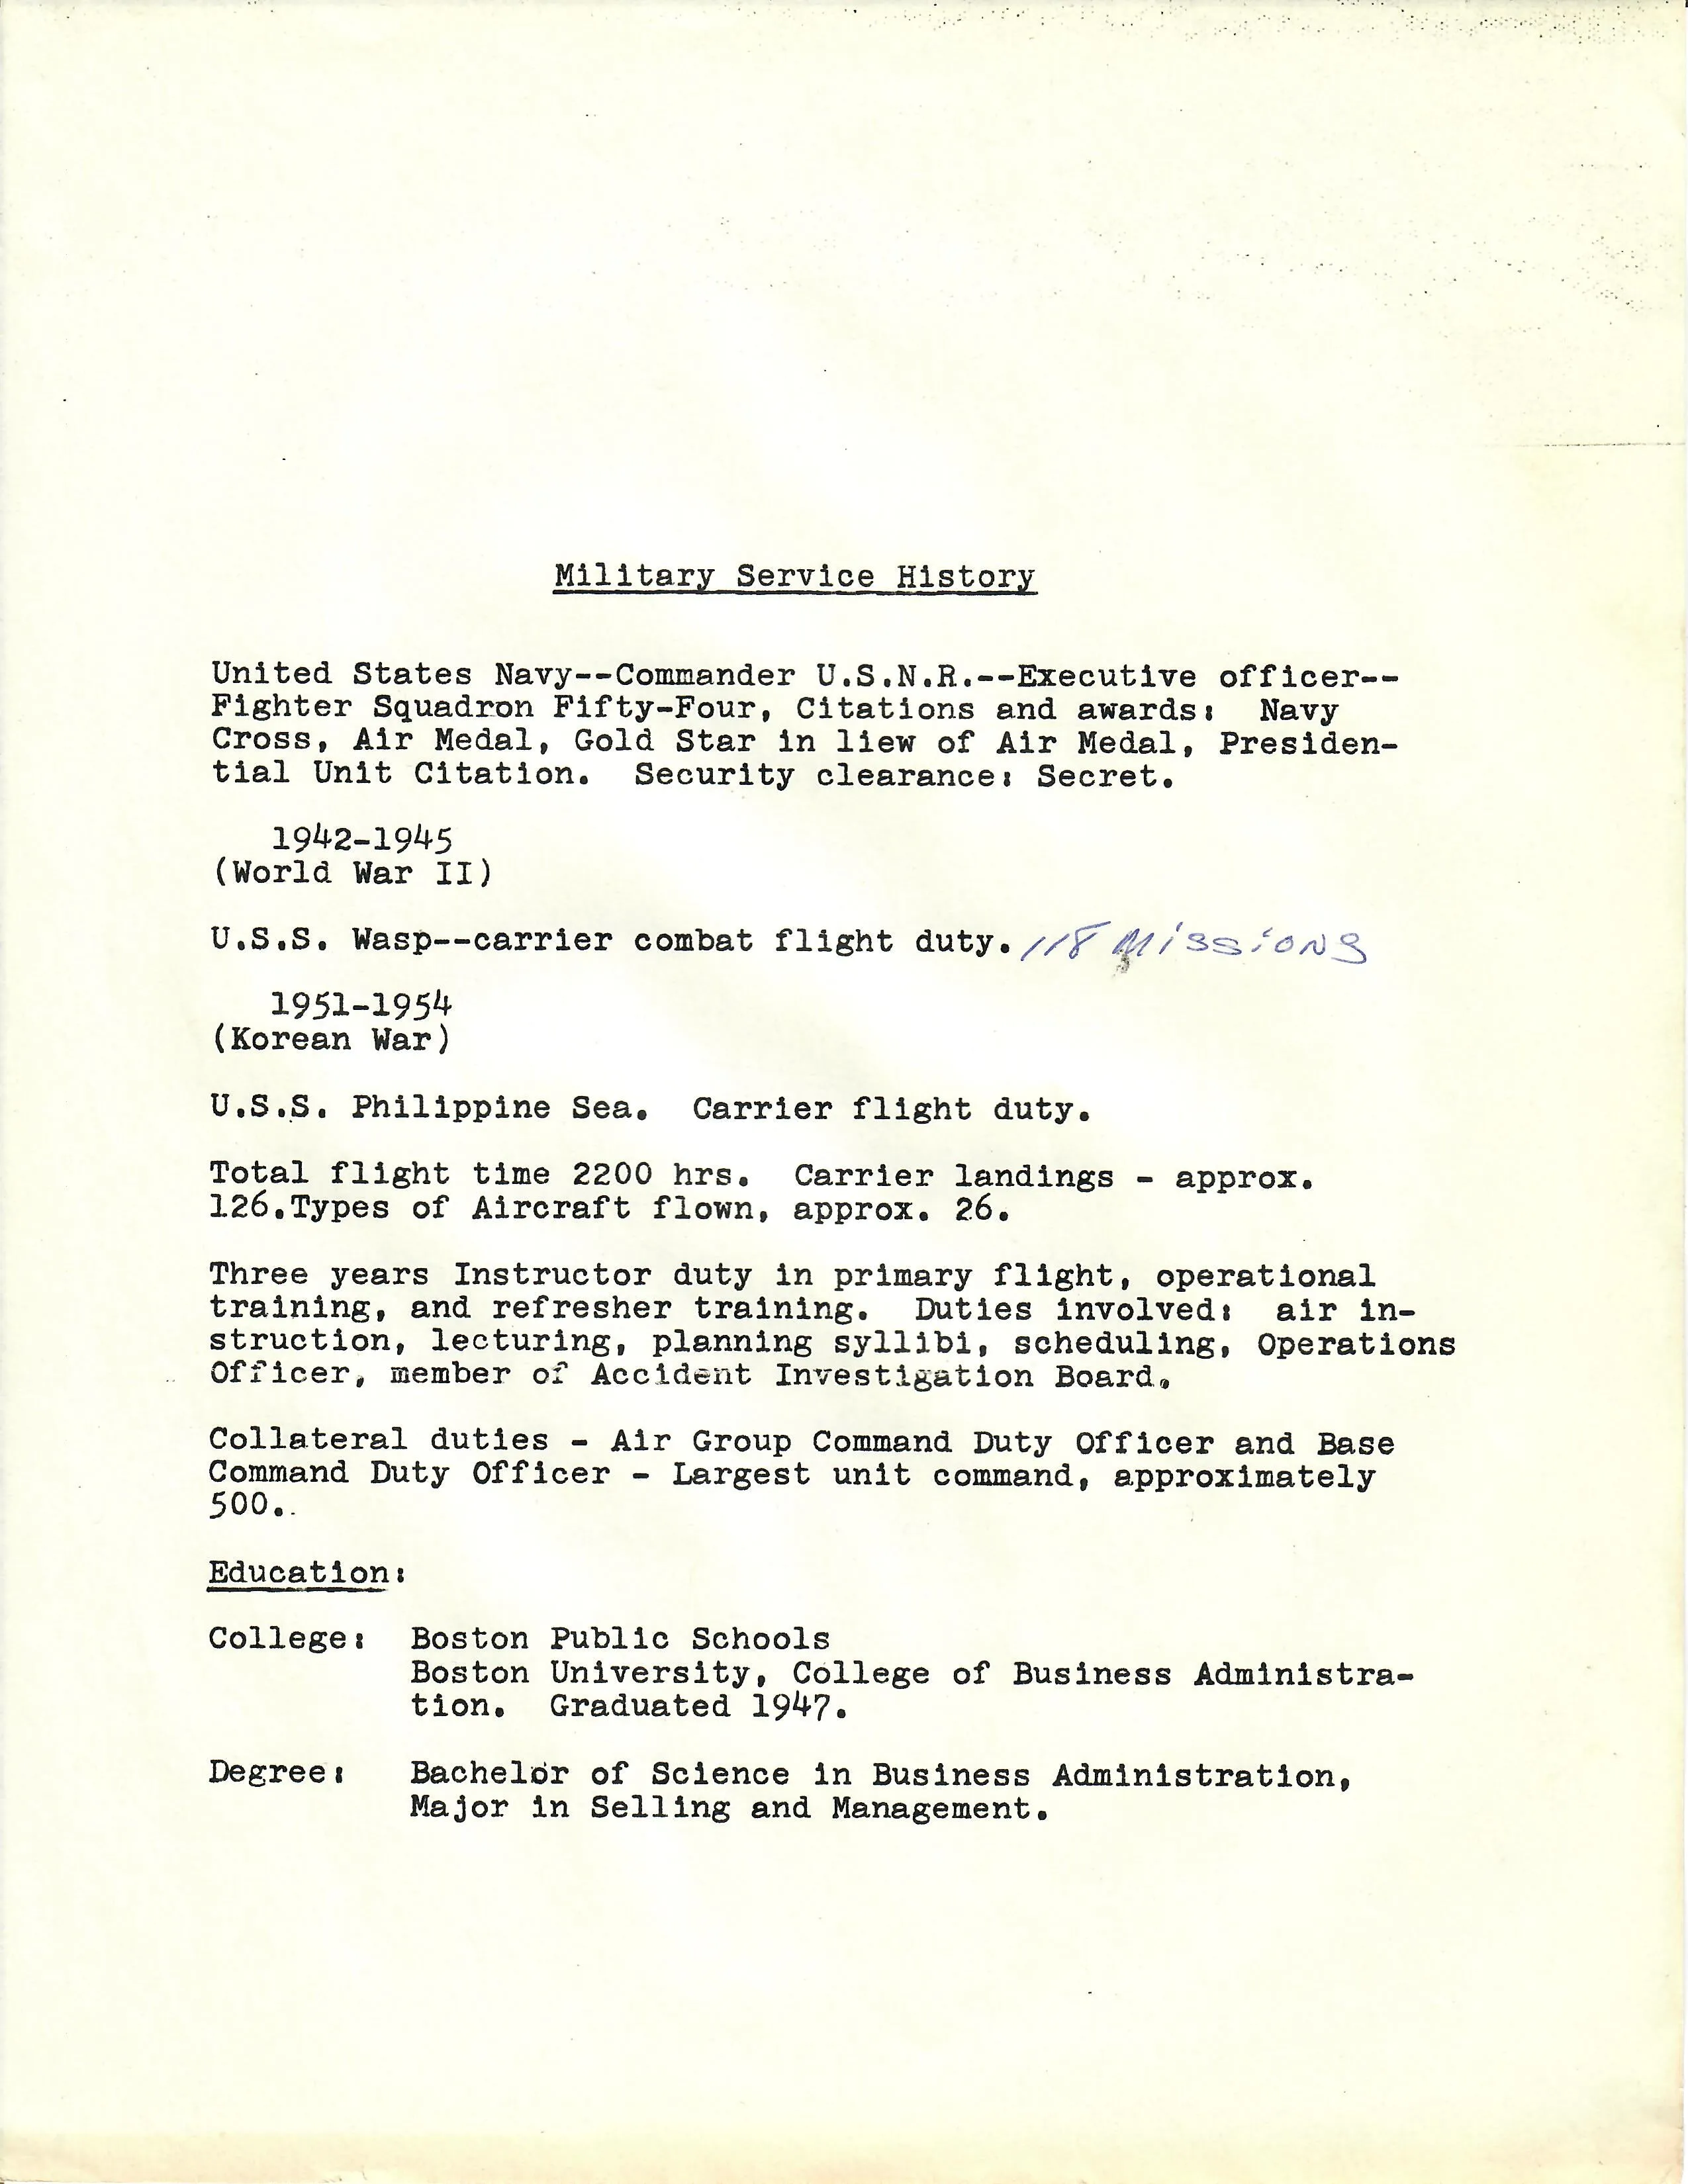 Military Service History
United States Navy--Commander U.S.N.R.--Executive officer--
Fighter Squadron Fifty-Four, Citations and awards:  Navy
Cross, Air Medal, Gold Star in liew of Air Medal, Presiden-
tial Unit Citation.  Security clearance: Secret.
1942-1945
(World War II)
U.S.S. Wasp--carrier combat flight duty. 118 Missions
1951-1954
(Korean War)
U.S.S. Philippine Sea.  Carrier flight duty.
Total flight time 2200 hrs.  Carrier landings - approx.
126.Types of Aircraft flown, approx. 26.
Three years Instructor duty in primary flight, operational
training, and refresher training.  Duties involved:  air in-
struction, lecturing, planning syllibi, scheduling, Operations
Officer, member of Accident Investigation Board.
Collateral duties - Air Group Command Duty Officer and Base
Command Duty Officer - Largest unit command, approximately
500..
Education:
College:  Boston Public Schools
Boston University, College of Business Administra-
tion.  Graduated 1947.
Degree:  Bachelor of Science in Business Administration,
Major in Selling and Management.